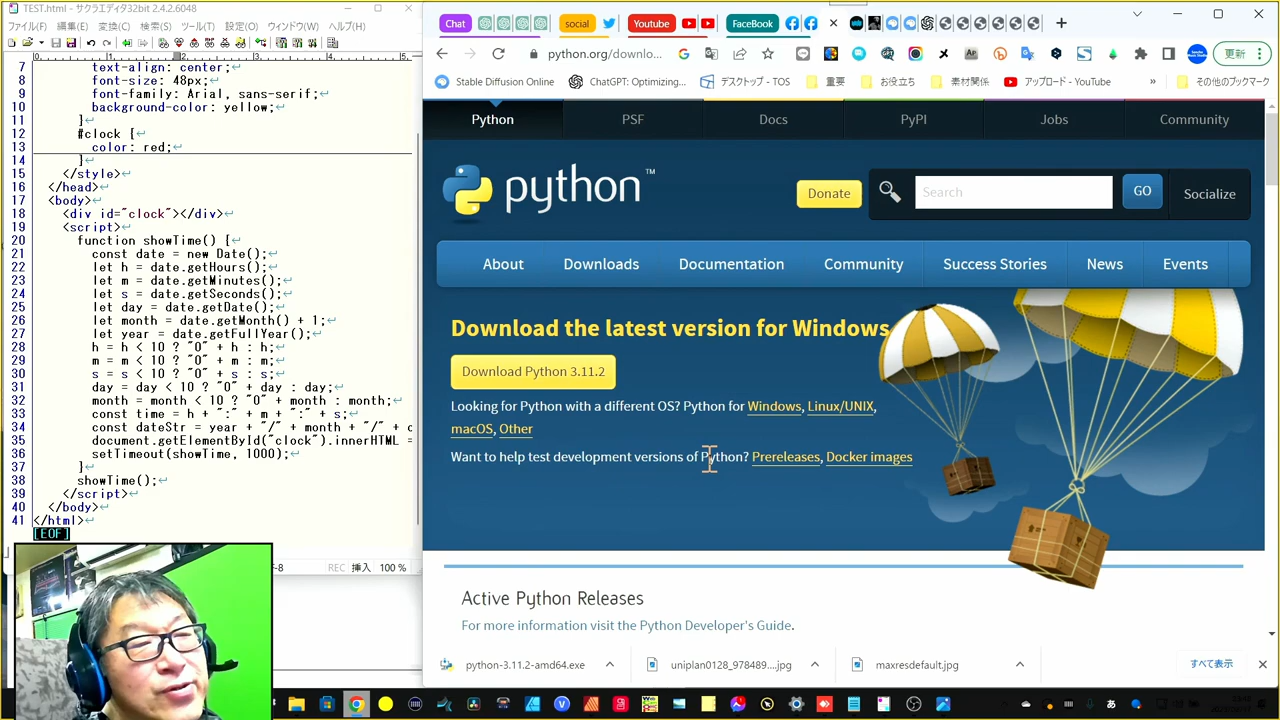 TEST.html - サクラエディタ32bit 2.4.2.6048
ファイル(F) 編集(E) 変換(C) 検索(S) ツール(T) 設定(O) ウィンドウ(W) ヘルプ(H)
7 text-align: center;
8 font-size: 48px;
9 font-family: Arial, sans-serif;
10 background-color: yellow;
11 }
12 #clock {
13 color: red;
14 }
15 </style>
16 </head>
17 <body>
18 <div id="clock"></div>
19 <script>
20 function showTime() {
21 const date = new Date();
22 let h = date.getHours();
23 let m = date.getMinutes();
24 let s = date.getSeconds();
25 let day = date.getDate();
26 let month = date.getMonth() + 1;
27 let year = date.getFullYear();
28 h = h < 10 ? "0" + h : h;
29 m = m < 10 ? "0" + m : m;
30 s = s < 10 ? "0" + s : s;
31 day = day < 10 ? "0" + day : day;
32 month = month < 10 ? "0" + month : month;
33 const time = h + ":" + m + ":" + s;
34 const dateStr = year + "/" + month + "/" + d
35 document.getElementById("clock").innerHTML =
36 setTimeout(showTime, 1000);
37 }
38 showTime();
39 </script>
40 </body>
41 </html>
[EOF]
REC 挿入 100 %
Chat social Youtube FaceBook
python.org/downlo...
更新
Stable Diffusion Online ChatGPT: Optimizing... デスクトップ - TOS 重要 お役立ち 素材関係 アップロード - YouTube » その他のブックマーク
Python PSF Docs PyPI Jobs Community
python™
Donate Search GO Socialize
About Downloads Documentation Community Success Stories News Events
Download the latest version for Windows
Download Python 3.11.2
Looking for Python with a different OS? Python for Windows, Linux/UNIX,
macOS, Other
Want to help test development versions of Python? Prereleases, Docker images
Active Python Releases
For more information visit the Python Developer's Guide.
python-3.11.2-amd64.exe uniplan0128_978489....jpg maxresdefault.jpg すべて表示